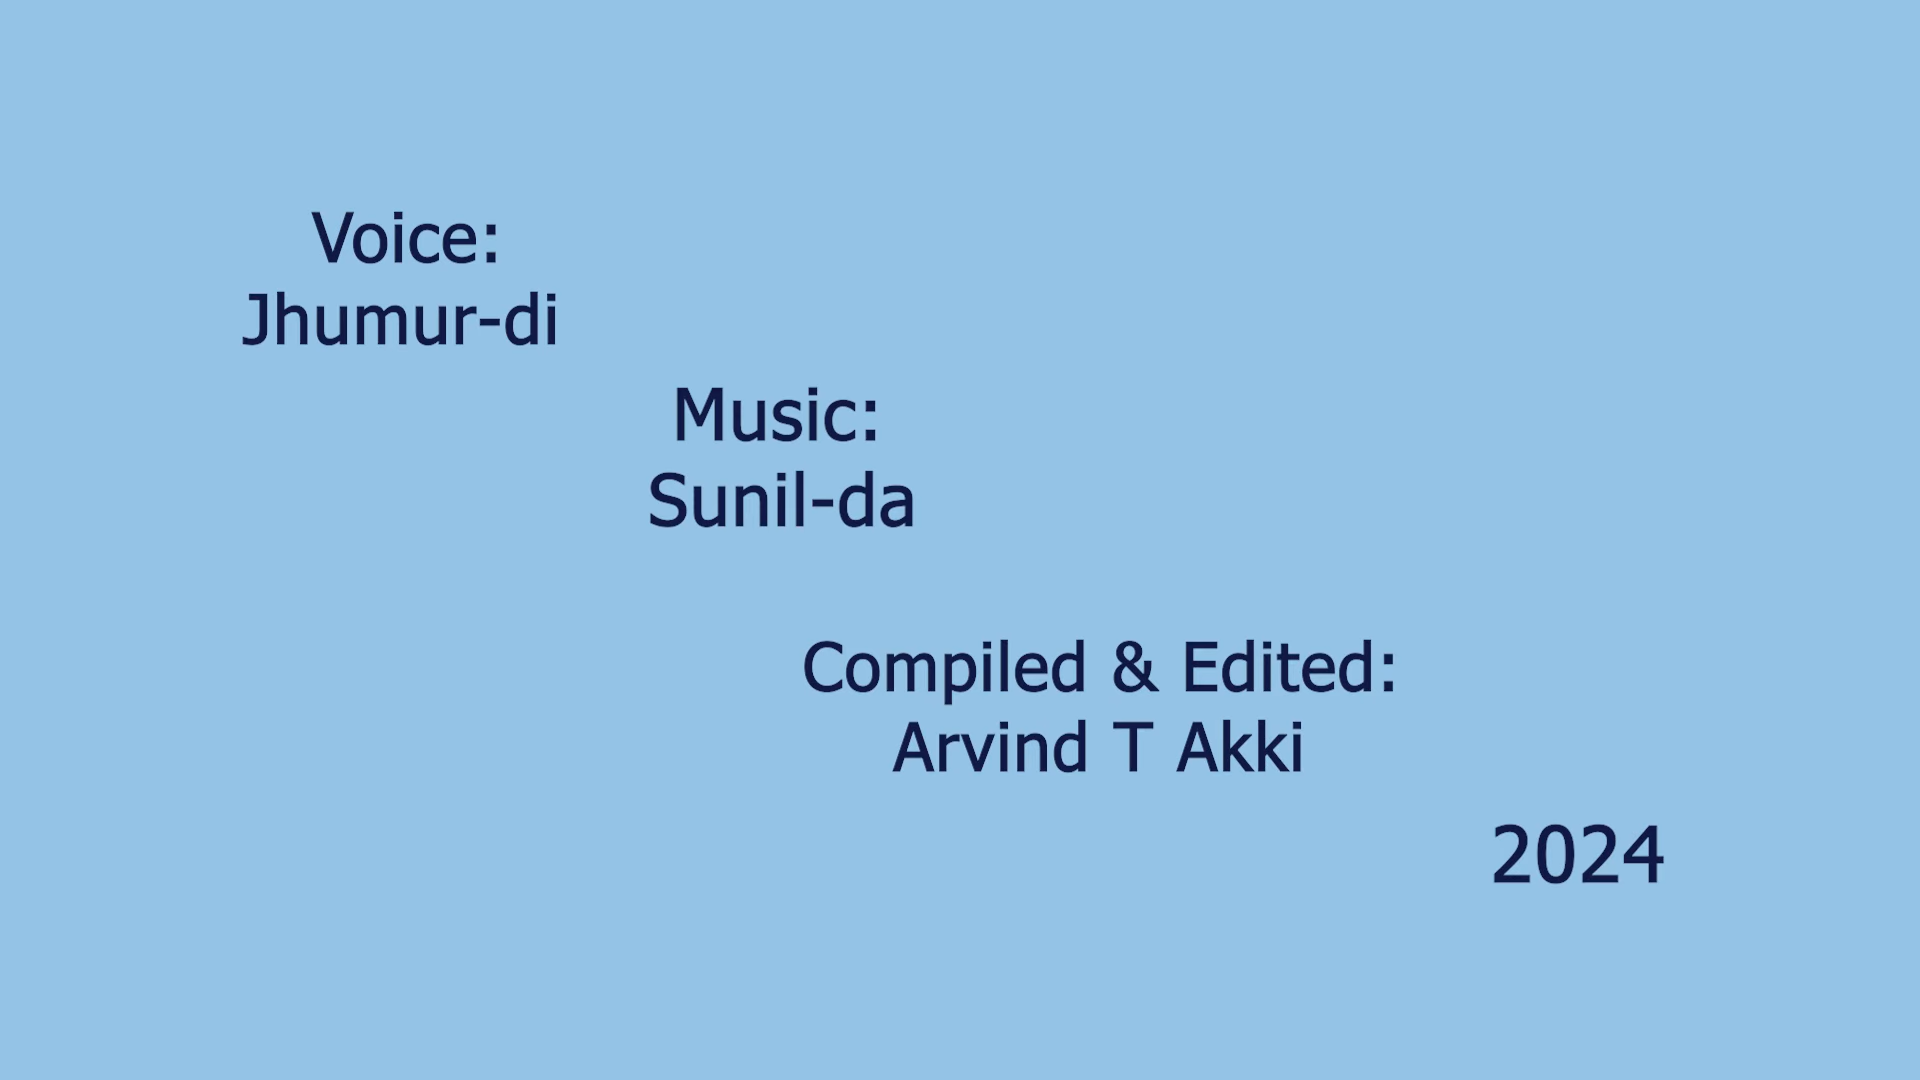 Voice:
Jhumur-di
Music:
Sunil-da
Compiled & Edited:
Arvind T Akki
2024